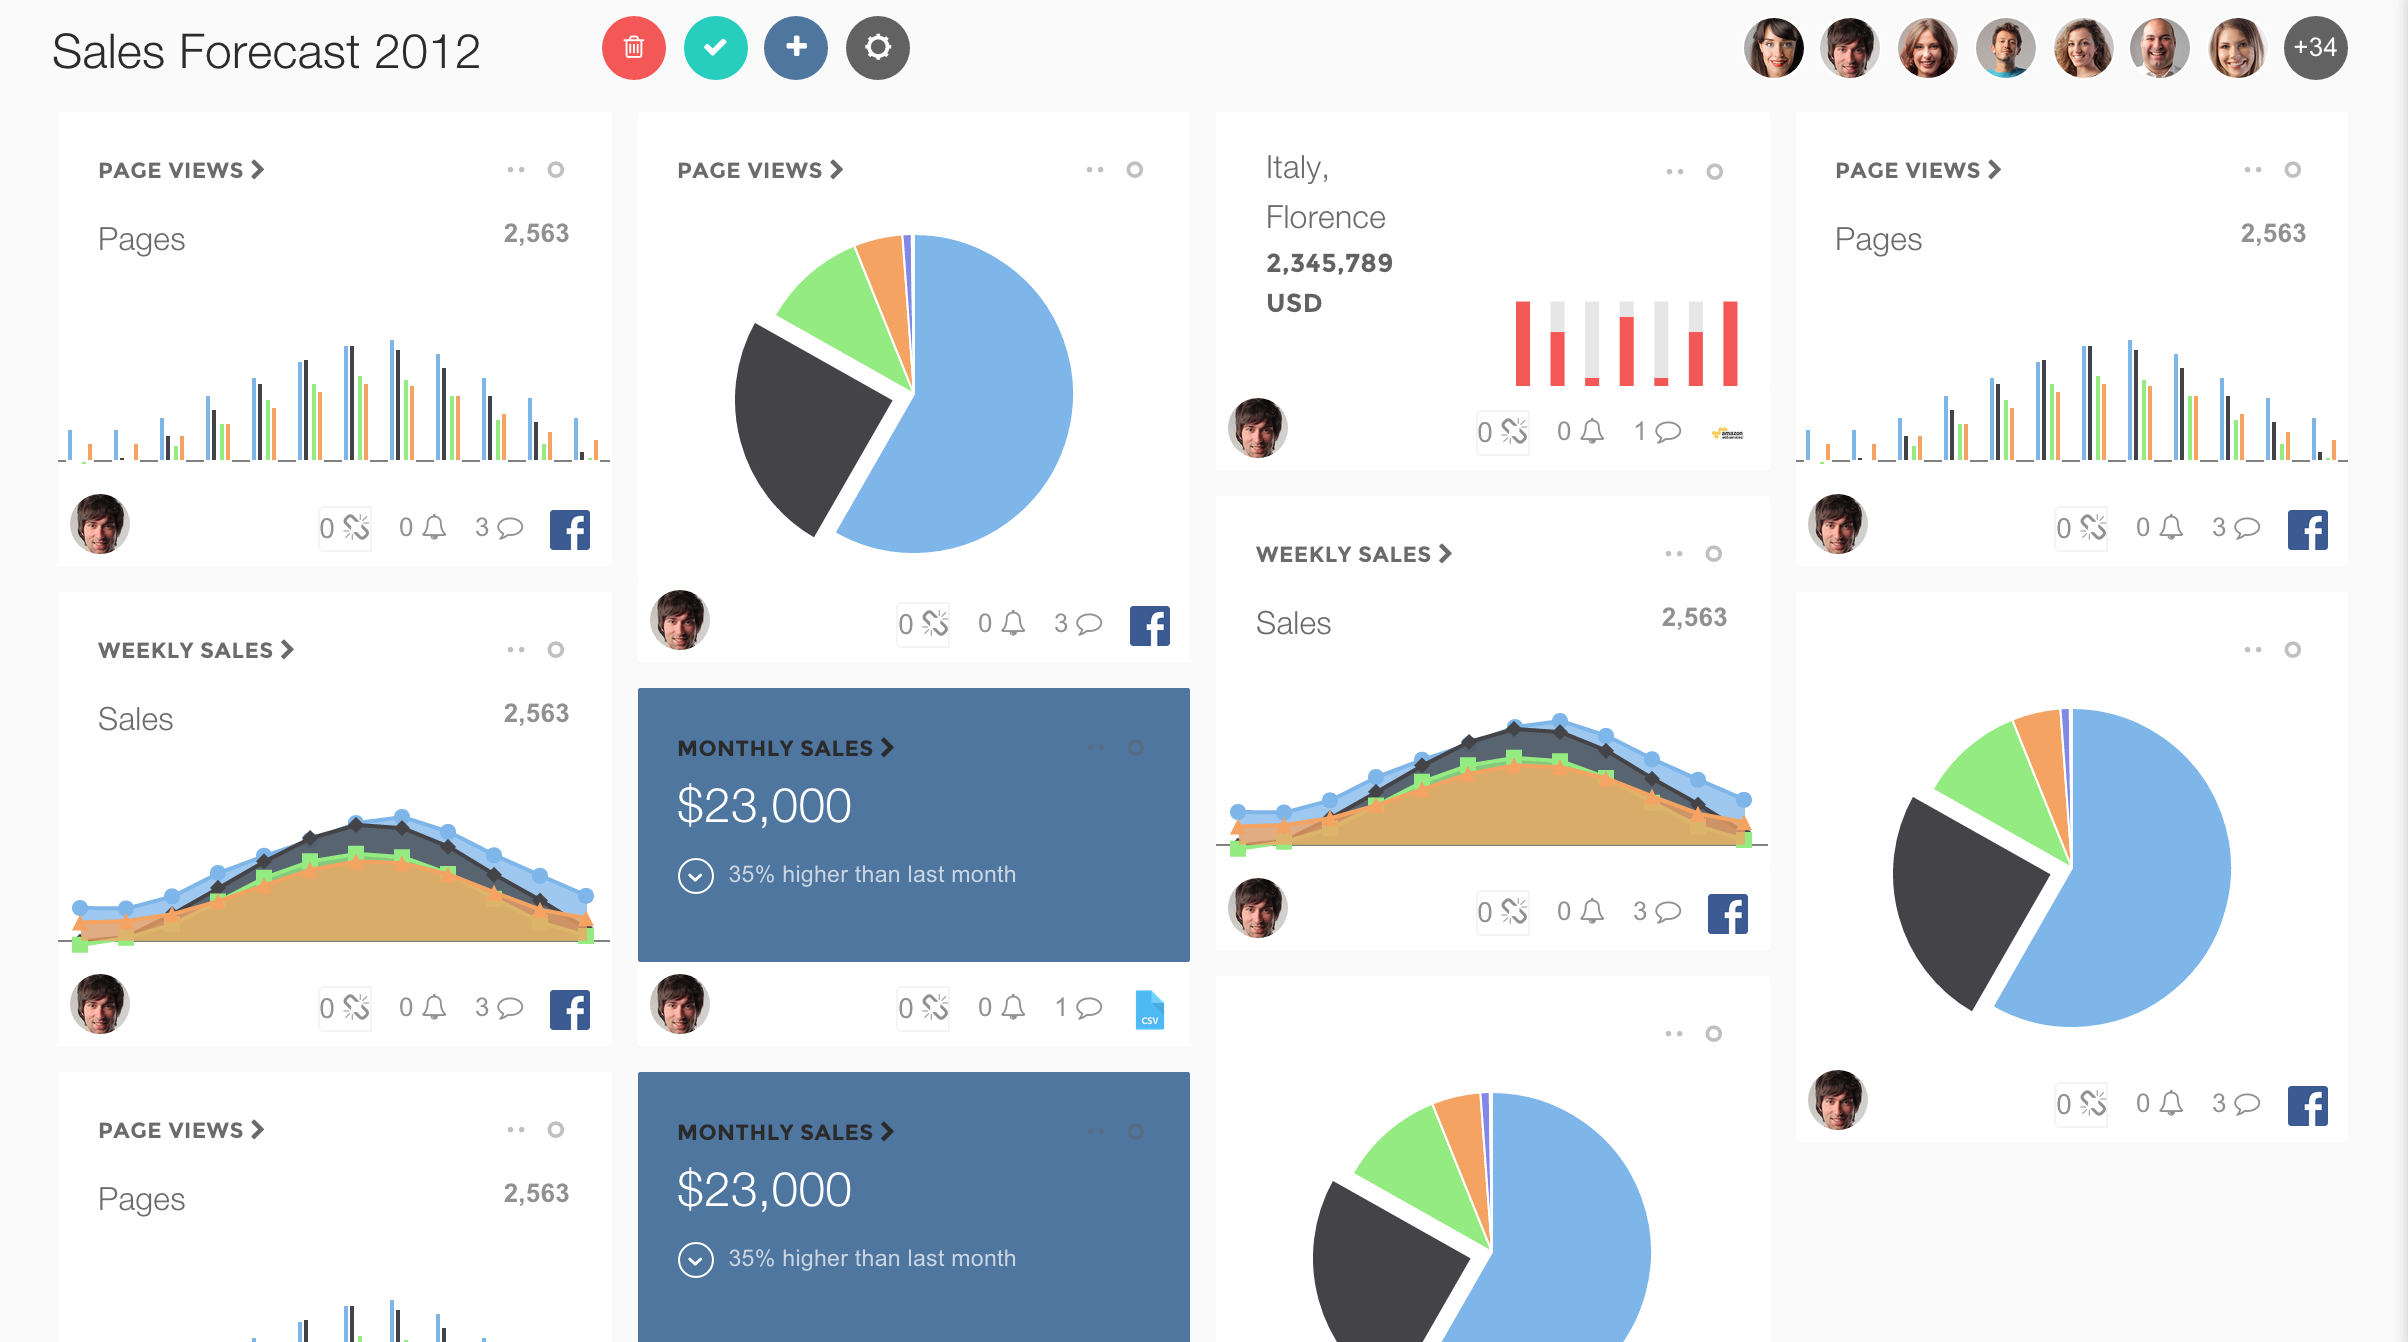 Sales Forecast 2012
+34
PAGE VIEWS
Pages
2,563
0 0 3
WEEKLY SALES
Sales
2,563
0 0 3
PAGE VIEWS
Pages
2,563
PAGE VIEWS
0 0 3
MONTHLY SALES
$23,000
35% higher than last month
0 0 1
CSV
MONTHLY SALES
$23,000
35% higher than last month
Italy,
Florence
2,345,789
USD
0 0 1
amazon
WEEKLY SALES
Sales
2,563
0 0 3
PAGE VIEWS
Pages
2,563
0 0 3
0 0 3